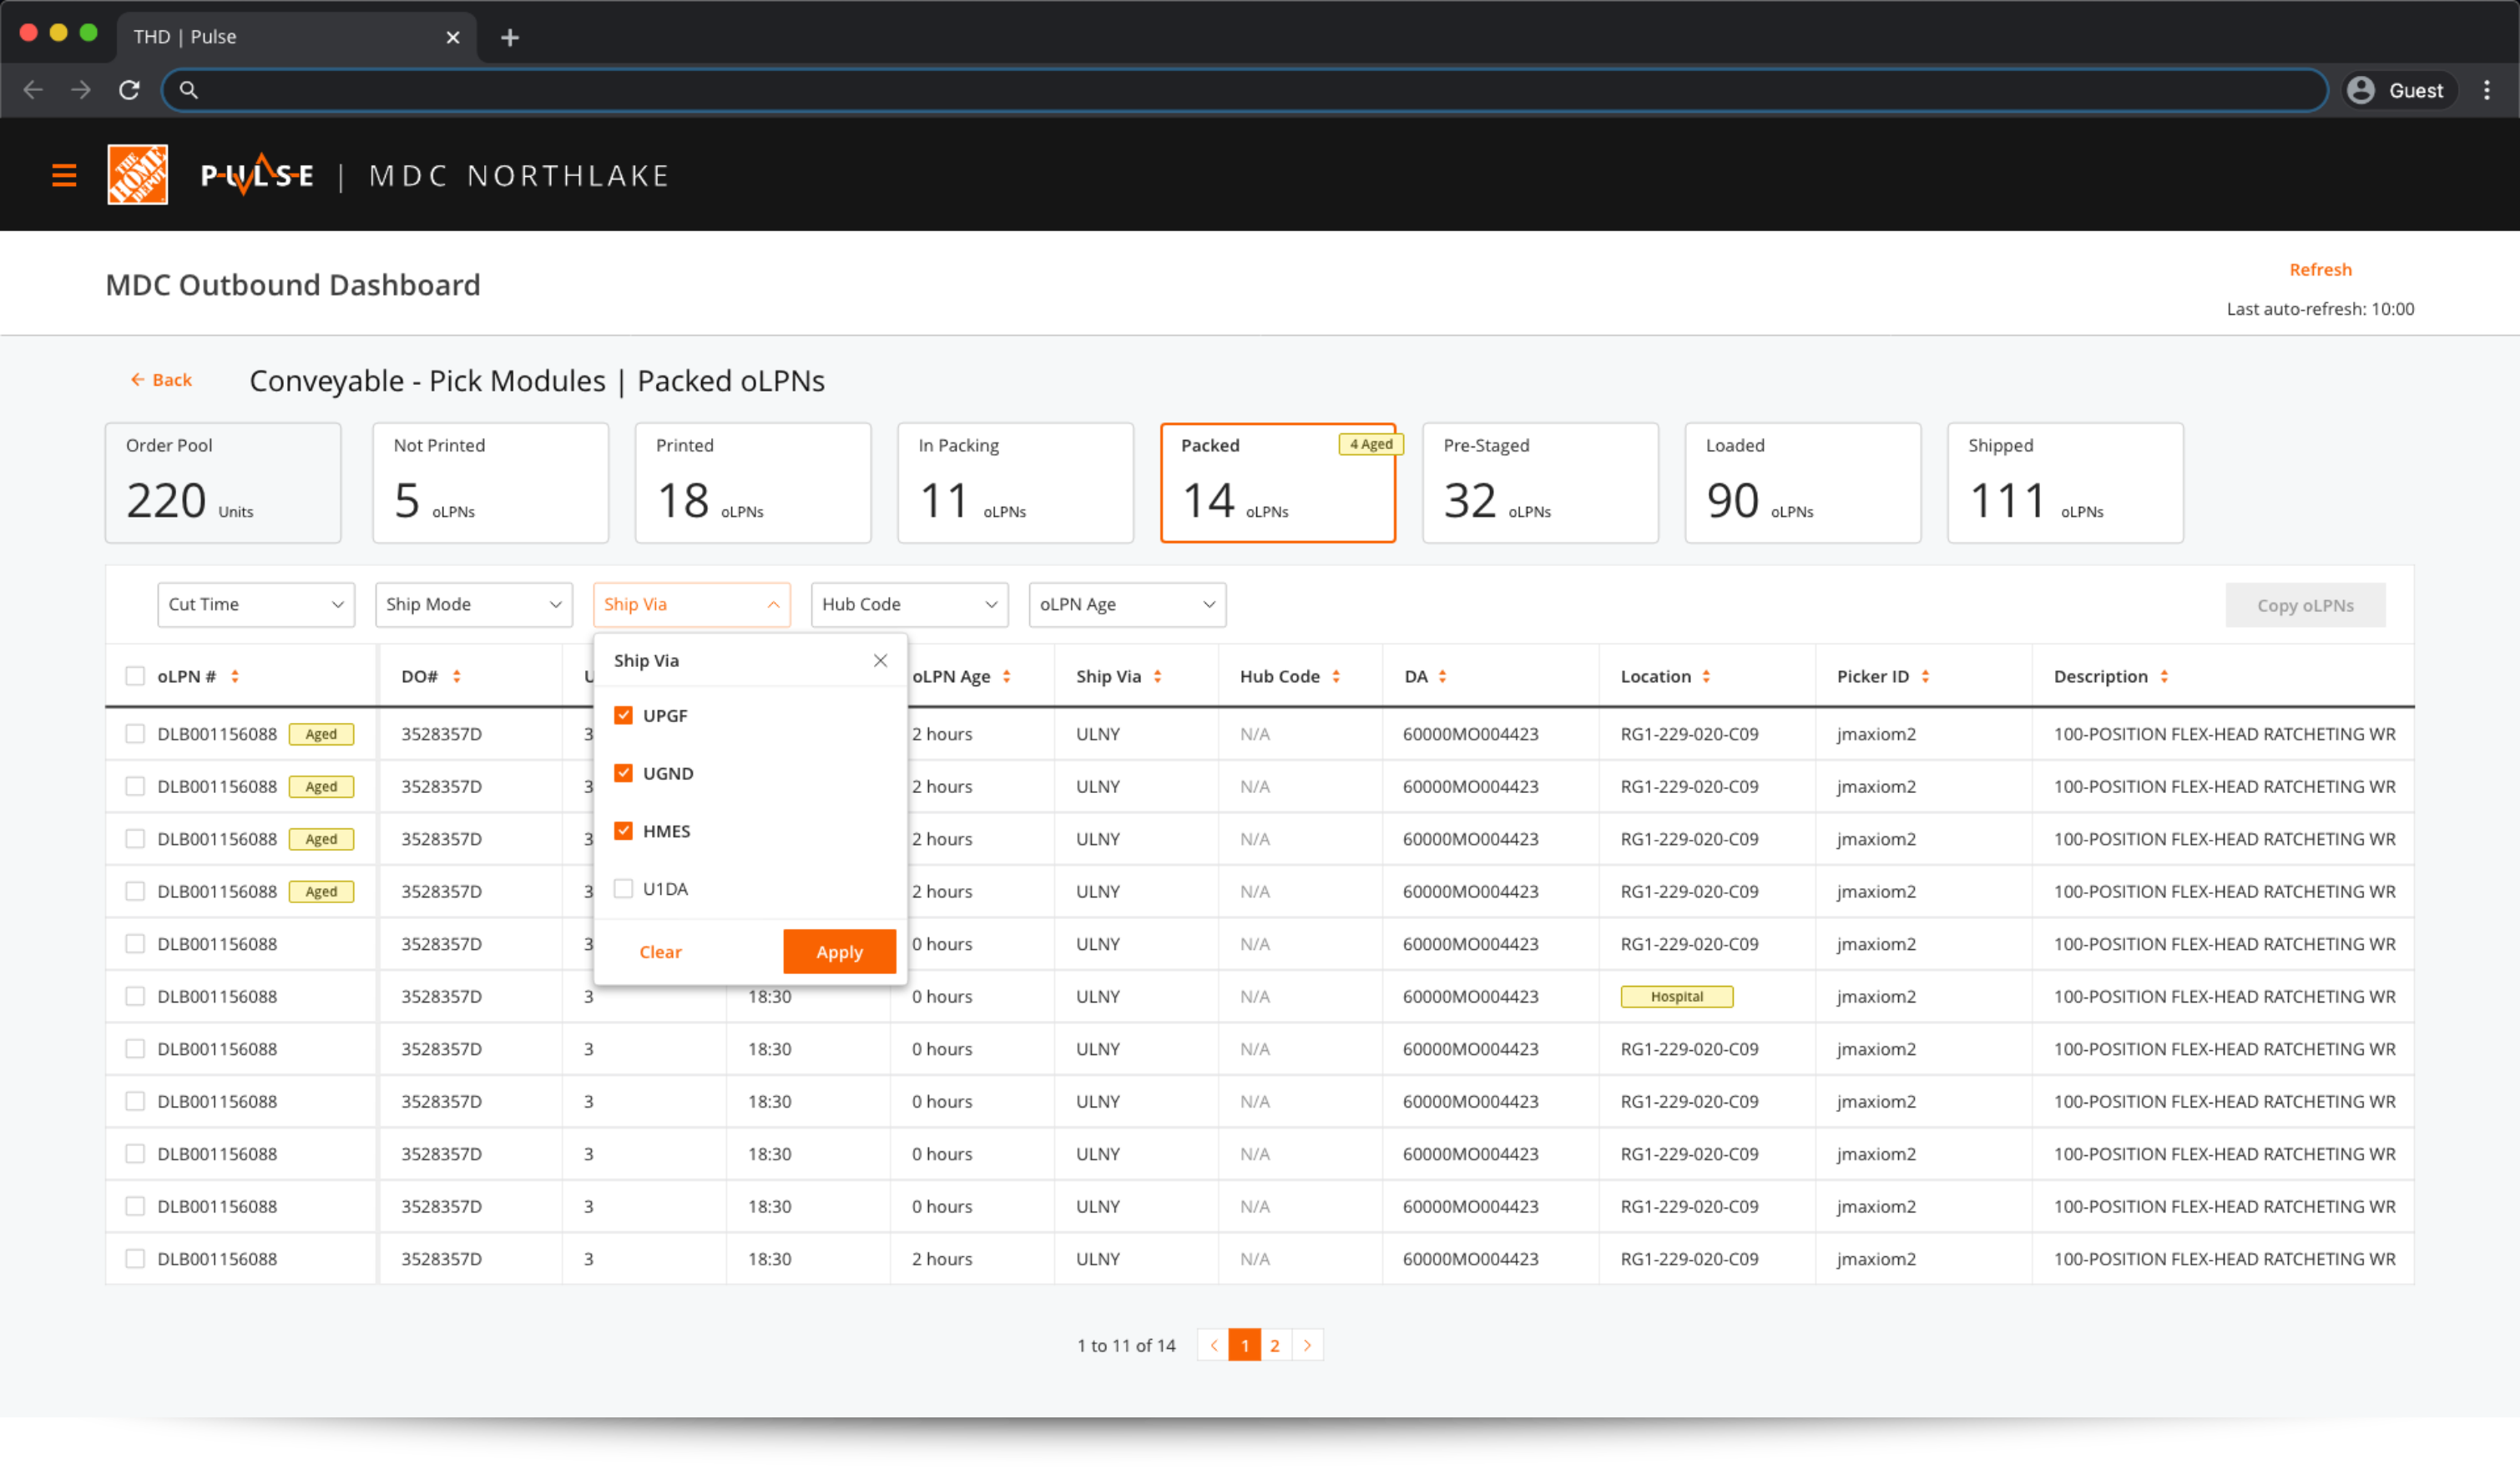 THD | Pulse
Guest
THE HOME DEPOT
PULSE | MDC NORTHLAKE
MDC Outbound Dashboard
Refresh
Last auto-refresh: 10:00
Back
Conveyable - Pick Modules | Packed oLPNs
Order Pool Not Printed Printed In Packing Packed 4 Aged Pre-Staged Loaded Shipped
220 Units 5 oLPNs 18 oLPNs 11 oLPNs 14 oLPNs 32 oLPNs 90 oLPNs 111 oLPNs
Cut Time Ship Mode Ship Via Hub Code oLPN Age Copy oLPNs
Ship Via
UPGF
UGND
HMES
U1DA
Clear Apply
oLPN # DO# oLPN Age Ship Via Hub Code DA Location Picker ID Description
DLB001156088 Aged 3528357D 3 2 hours ULNY N/A 60000MO004423 RG1-229-020-C09 jmaxiom2 100-POSITION FLEX-HEAD RATCHETING WR
DLB001156088 Aged 3528357D 3 2 hours ULNY N/A 60000MO004423 RG1-229-020-C09 jmaxiom2 100-POSITION FLEX-HEAD RATCHETING WR
DLB001156088 Aged 3528357D 3 2 hours ULNY N/A 60000MO004423 RG1-229-020-C09 jmaxiom2 100-POSITION FLEX-HEAD RATCHETING WR
DLB001156088 Aged 3528357D 3 2 hours ULNY N/A 60000MO004423 RG1-229-020-C09 jmaxiom2 100-POSITION FLEX-HEAD RATCHETING WR
DLB001156088 3528357D 3 0 hours ULNY N/A 60000MO004423 RG1-229-020-C09 jmaxiom2 100-POSITION FLEX-HEAD RATCHETING WR
DLB001156088 3528357D 3 18:30 0 hours ULNY N/A 60000MO004423 Hospital jmaxiom2 100-POSITION FLEX-HEAD RATCHETING WR
DLB001156088 3528357D 3 18:30 0 hours ULNY N/A 60000MO004423 RG1-229-020-C09 jmaxiom2 100-POSITION FLEX-HEAD RATCHETING WR
DLB001156088 3528357D 3 18:30 0 hours ULNY N/A 60000MO004423 RG1-229-020-C09 jmaxiom2 100-POSITION FLEX-HEAD RATCHETING WR
DLB001156088 3528357D 3 18:30 0 hours ULNY N/A 60000MO004423 RG1-229-020-C09 jmaxiom2 100-POSITION FLEX-HEAD RATCHETING WR
DLB001156088 3528357D 3 18:30 0 hours ULNY N/A 60000MO004423 RG1-229-020-C09 jmaxiom2 100-POSITION FLEX-HEAD RATCHETING WR
DLB001156088 3528357D 3 18:30 2 hours ULNY N/A 60000MO004423 RG1-229-020-C09 jmaxiom2 100-POSITION FLEX-HEAD RATCHETING WR
1 to 11 of 14 1 2